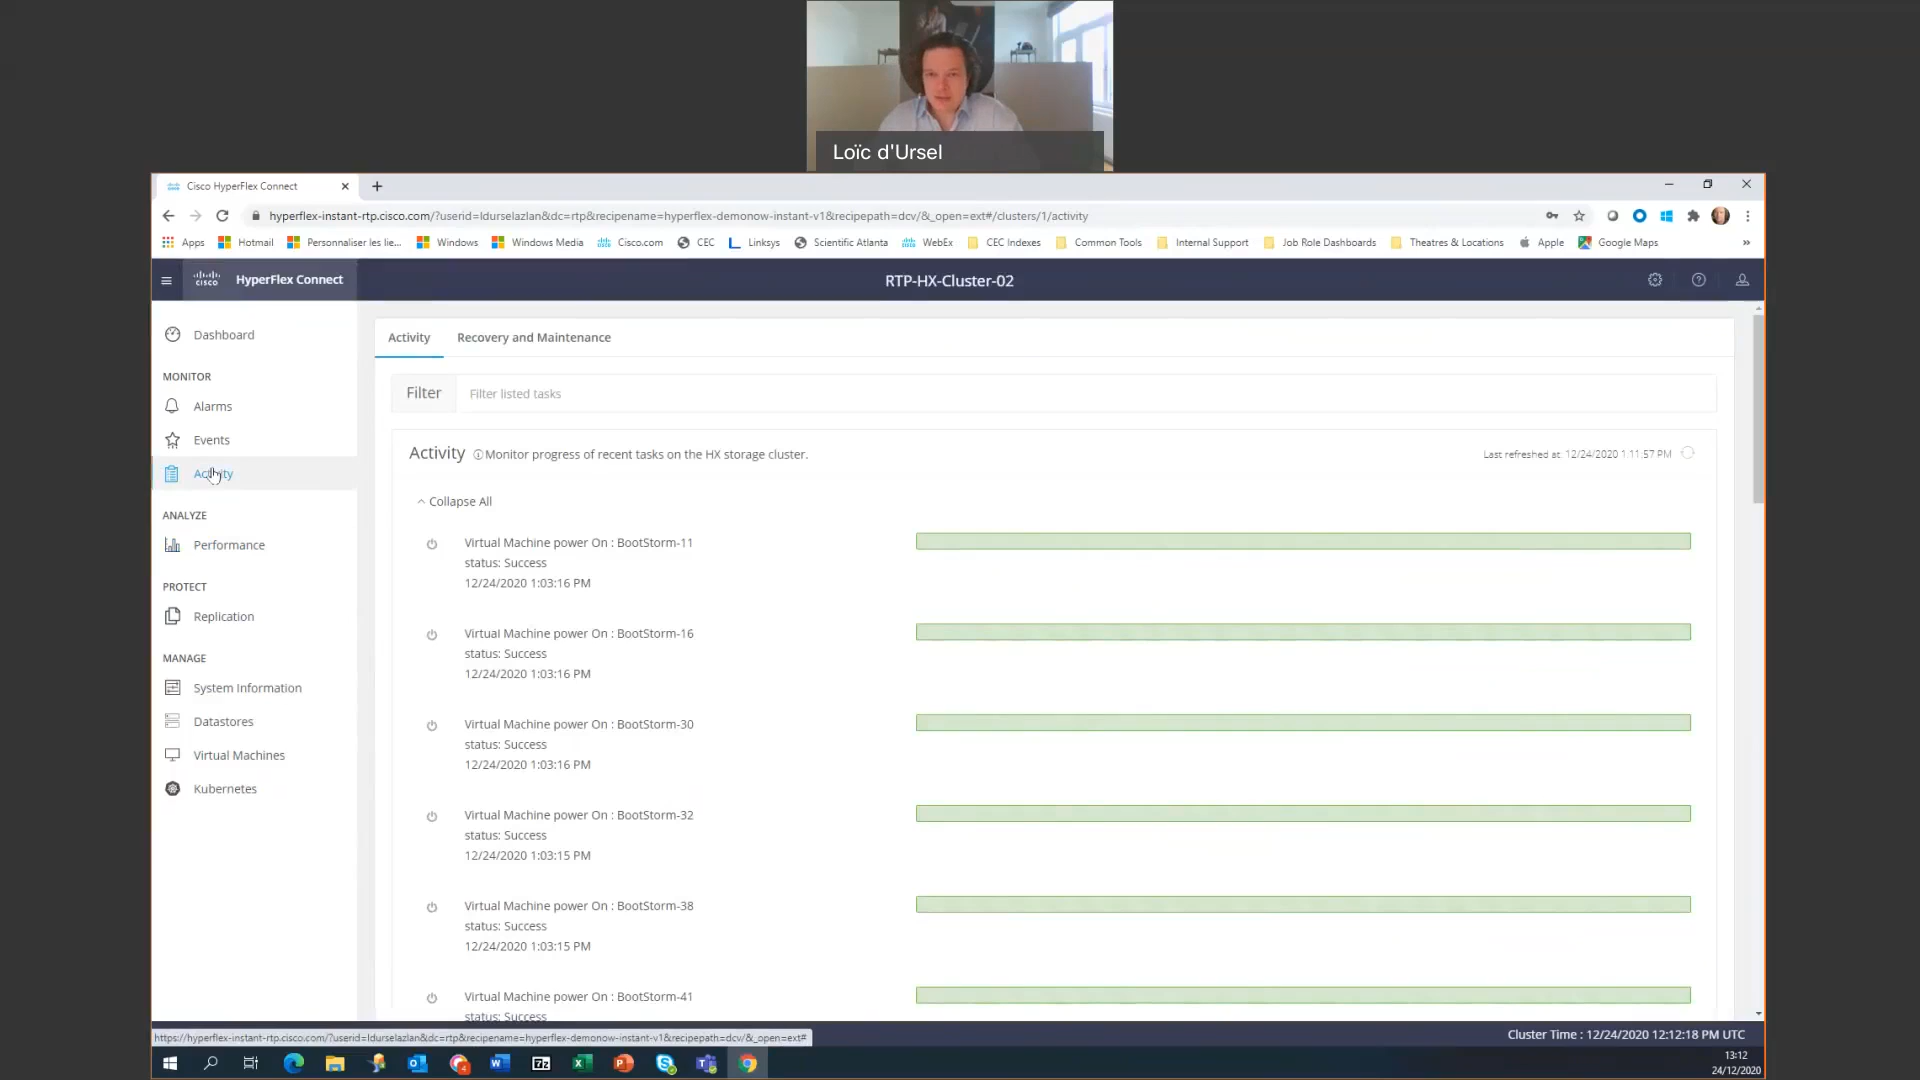 Loïc d'Ursel
Cisco HyperFlex Connect
hyperflex-instant-rtp.cisco.com/?userid=ldurselazlan&dc=rtp&recipename=hyperflex-demonow-instant-v1&recipepath=dcv/&_open=ext#/clusters/1/activity
Apps Hotmail Personnaliser les lie... Windows Windows Media Cisco.com CEC Linksys Scientific Atlanta WebEx CEC Indexes Common Tools Internal Support Job Role Dashboards Theatres & Locations Apple Google Maps »
cisco HyperFlex Connect RTP-HX-Cluster-02
Dashboard
MONITOR
Alarms
Events
Activity
ANALYZE
Performance
PROTECT
Replication
MANAGE
System Information
Datastores
Virtual Machines
Kubernetes
Activity Recovery and Maintenance
Filter Filter listed tasks
Activity Monitor progress of recent tasks on the HX storage cluster. Last refreshed at: 12/24/2020 1:11:57 PM
Collapse All
Virtual Machine power On : BootStorm-11
status: Success
12/24/2020 1:03:16 PM
Virtual Machine power On : BootStorm-16
status: Success
12/24/2020 1:03:16 PM
Virtual Machine power On : BootStorm-30
status: Success
12/24/2020 1:03:16 PM
Virtual Machine power On : BootStorm-32
status: Success
12/24/2020 1:03:15 PM
Virtual Machine power On : BootStorm-38
status: Success
12/24/2020 1:03:15 PM
Virtual Machine power On : BootStorm-41
status: Success
https://hyperflex-instant-rtp.cisco.com/?userid=ldurselazlan&dc=rtp&recipename=hyperflex-demonow-instant-v1&recipepath=dcv/&_open=ext#
Cluster Time : 12/24/2020 12:12:18 PM UTC
13:12
24/12/2020